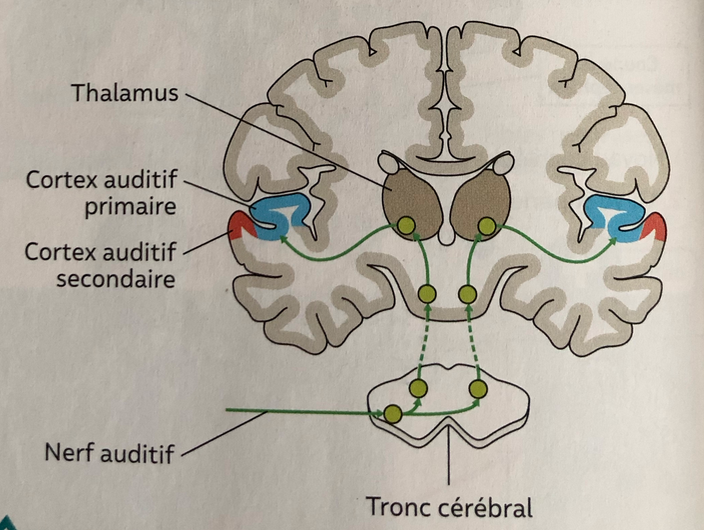 Thalamus
Cortex auditif
primaire
Cortex auditif
secondaire
Nerf auditif
Tronc cérébral